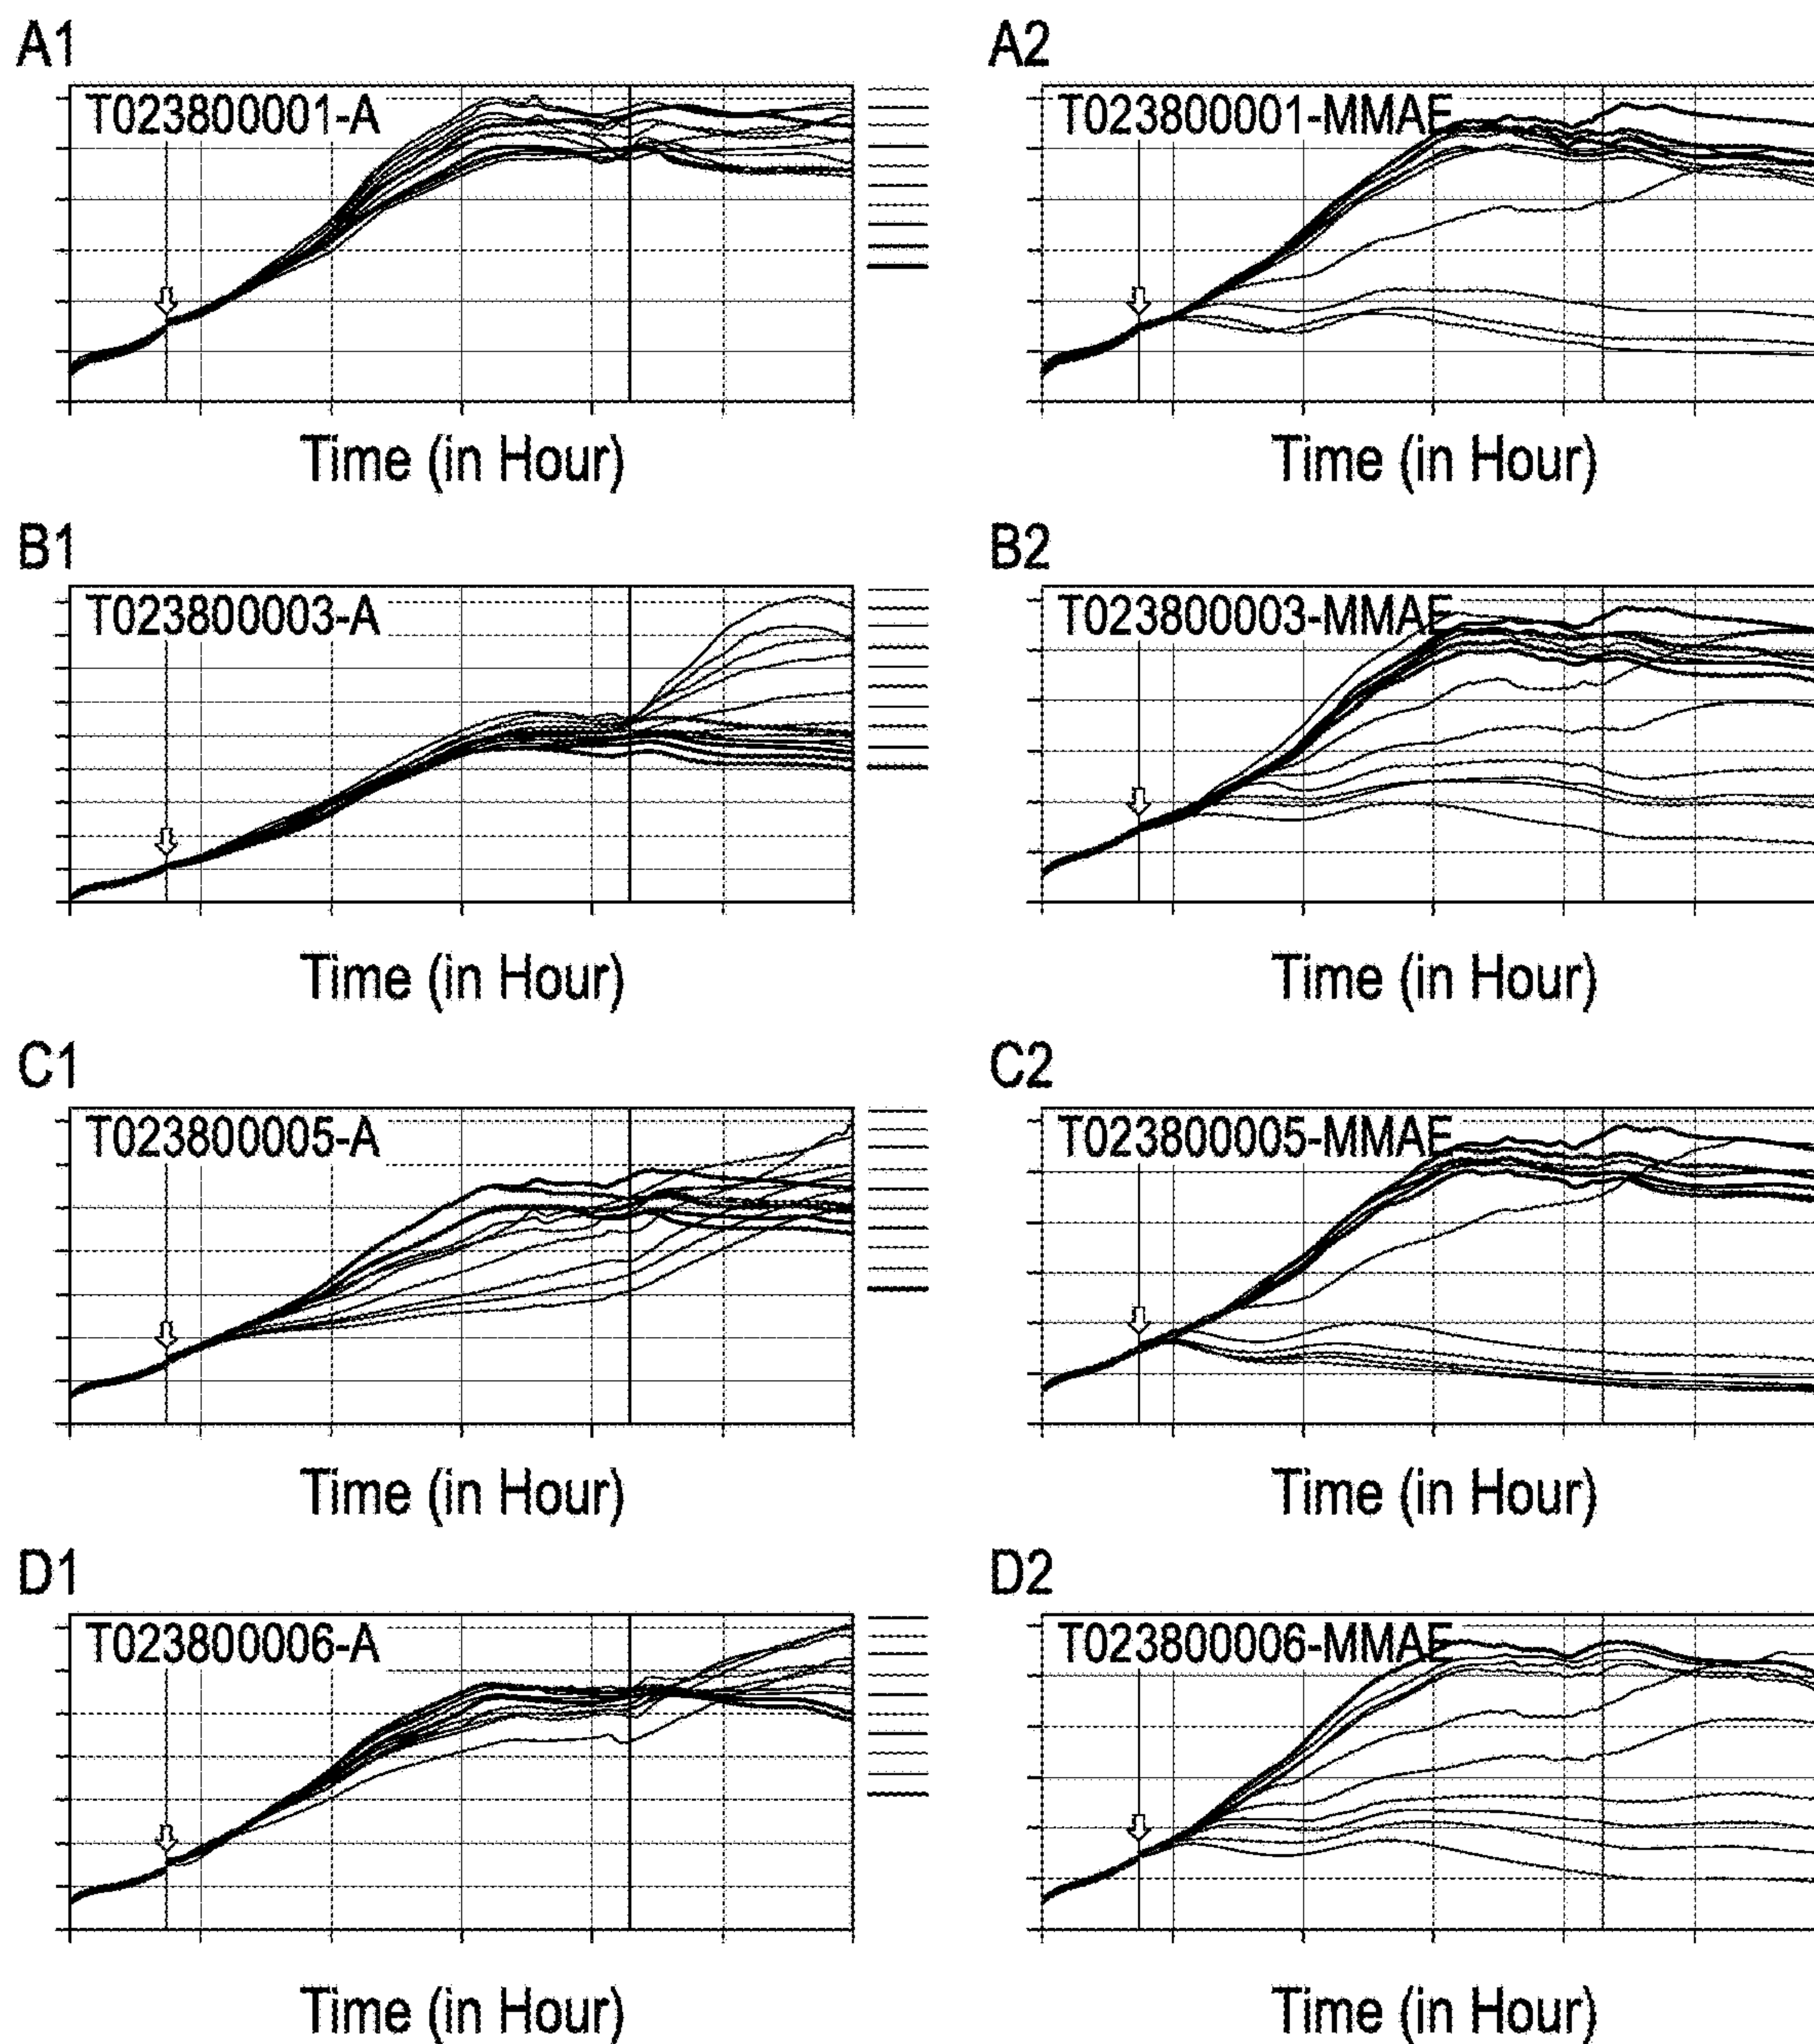 A1
A2
T023800001-A
T023800001-MMAE
Time (in Hour)
Time (in Hour)
B1
B2
T023800003-A
T023800003-MMAE
Time (in Hour)
Time (in Hour)
C1
C2
T023800005-A
T023800005-MMAE
Time (in Hour)
Time (in Hour)
D1
D2
T023800006-A
T023800006-MMAE
Time (in Hour)
Time (in Hour)